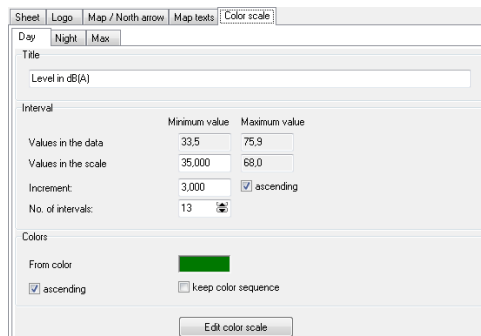 Sheet Logo Map / North arrow Map texts Color scale
Day Night Max
Title
Level in dB(A)
Interval
Minimum value Maximum value
Values in the data 33,5 75,9
Values in the scale 35,000 68,0
Increment: 3,000 ascending
No. of intervals: 13
Colors
From color
ascending keep color sequence
Edit color scale